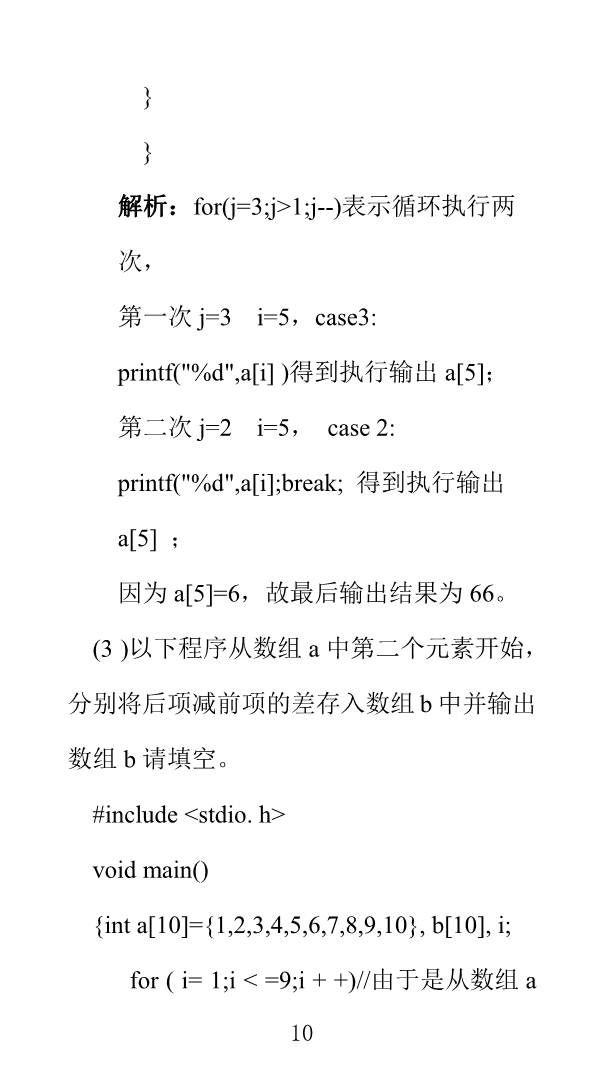 }
}
解析：for(j=3;j>1;j--)表示循环执行两
次，
第一次 j=3    i=5，case3:
printf("%d",a[i] )得到执行输出 a[5]；
第二次 j=2    i=5，  case 2:
printf("%d",a[i];break;  得到执行输出
a[5] ；
因为 a[5]=6，故最后输出结果为 66。
(3 )以下程序从数组 a 中第二个元素开始，
分别将后项减前项的差存入数组 b 中并输出
数组 b 请填空。
#include <stdio. h>
void main()
{int a[10]={1,2,3,4,5,6,7,8,9,10}, b[10], i;
for ( i= 1;i < =9;i + +)//由于是从数组 a
10